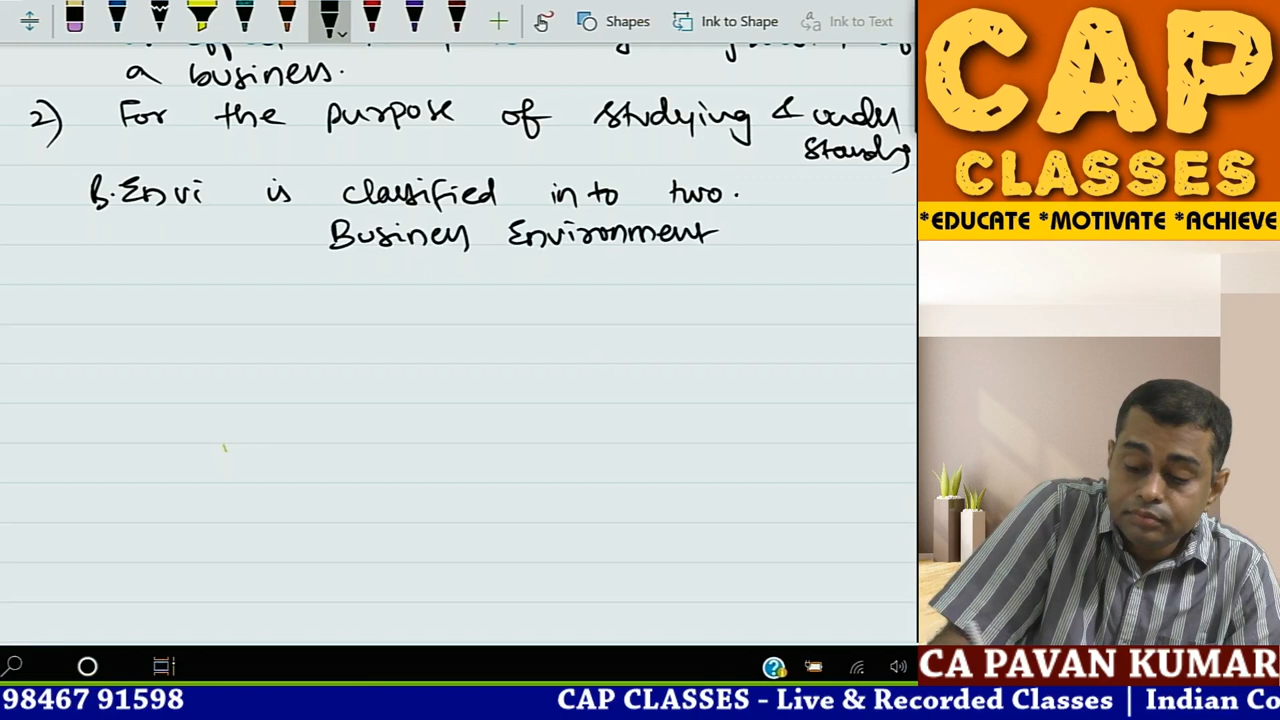 Shapes
Ink to Shape
Ink to Text
a business.
2) For the purpose of studying & under
standg
B.Envi is classified in to two.
Business Environment
CAP
CLASSES
*EDUCATE *MOTIVATE *ACHIEVE
CA PAVAN KUMAR
98467 91598
CAP CLASSES - Live & Recorded Classes | Indian Co